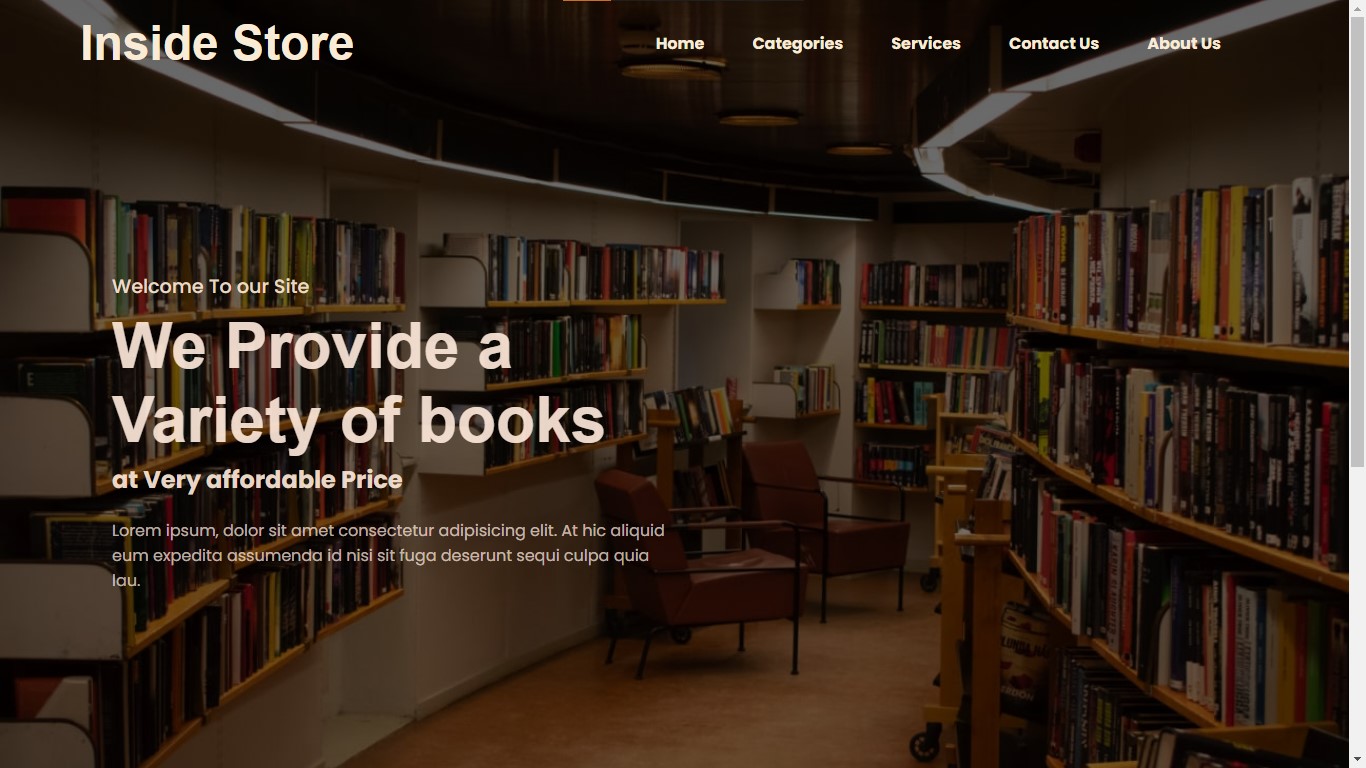 Inside Store
Home Categories Services Contact Us About Us
Welcome To our Site
We Provide a
Variety of books
at Very affordable Price
Lorem ipsum, dolor sit amet consectetur adipisicing elit. At hic aliquid
eum expedita assumenda id nisi sit fuga deserunt sequi culpa quia
lau.